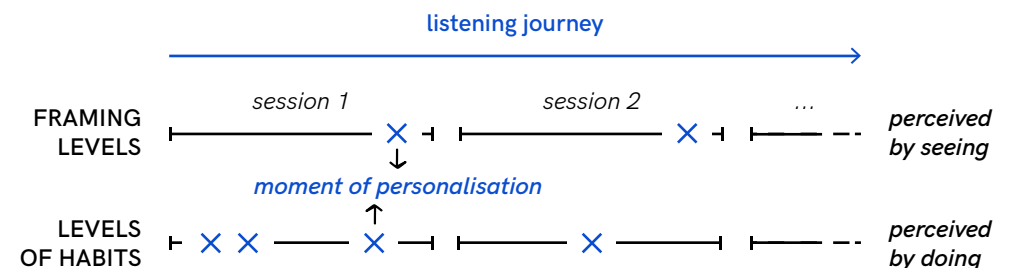 listening journey
session 1
session 2
...
FRAMING
LEVELS
perceived
by seeing
moment of personalisation
LEVELS
OF HABITS
perceived
by doing